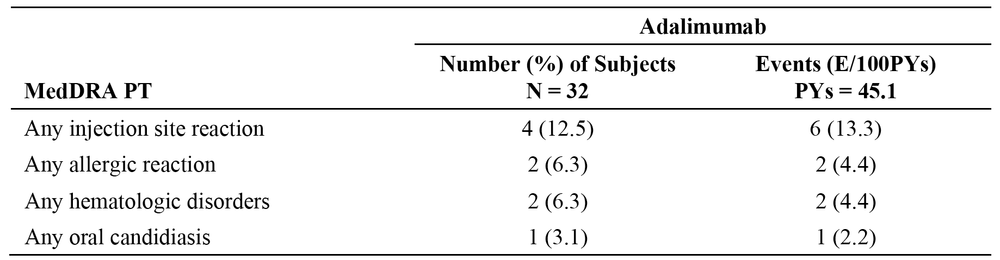 Adalimumab
Number (%) of Subjects Events (E/100PYs)
MedDRA PT N = 32 PYs = 45.1
Any injection site reaction 4 (12.5) 6 (13.3)
Any allergic reaction 2 (6.3) 2 (4.4)
Any hematologic disorders 2 (6.3) 2 (4.4)
Any oral candidiasis 1 (3.1) 1 (2.2)